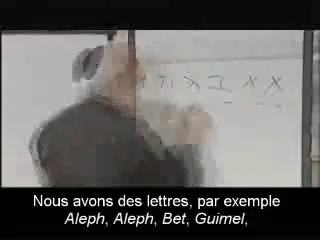 א א ב ג
Nous avons des lettres, par exemple
Aleph, Aleph, Bet, Guimel,